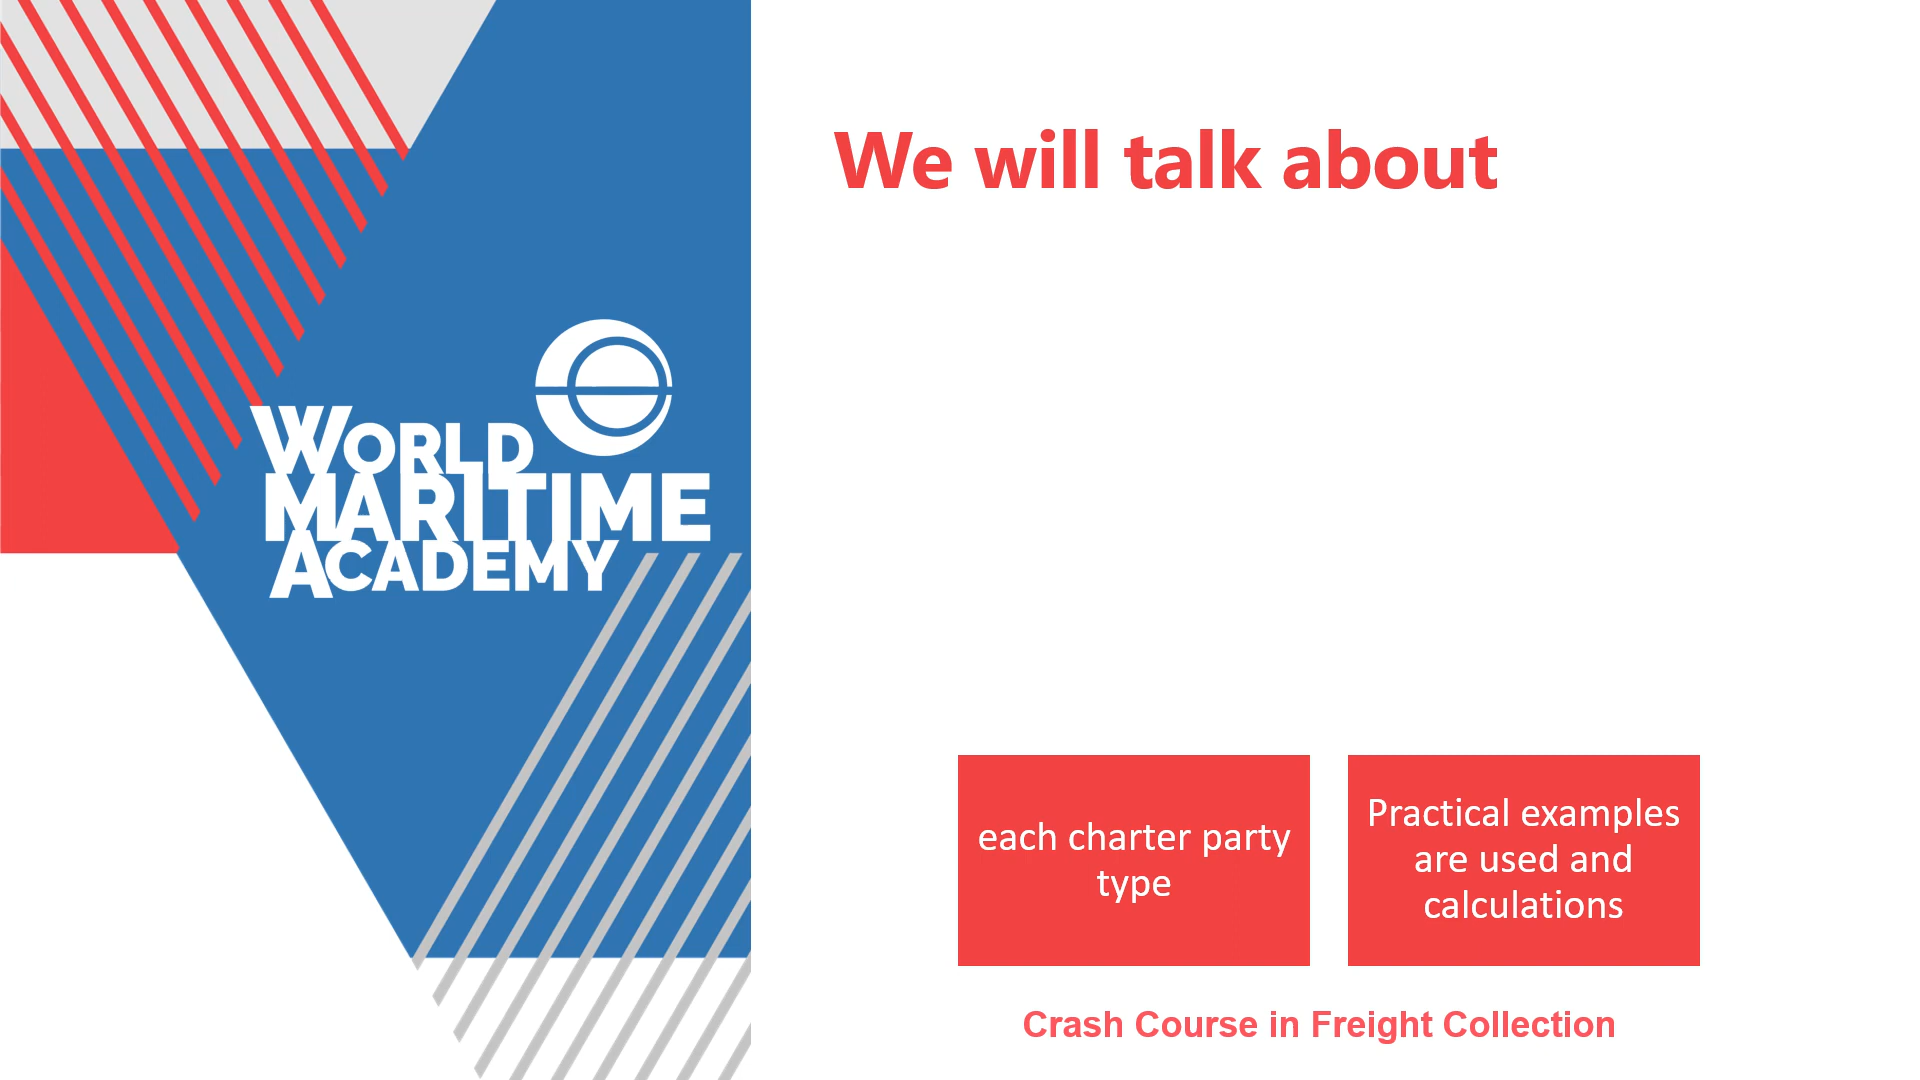 We will talk about
WORLD
MARITIME
ACADEMY
each charter party
type
Practical examples
are used and
calculations
Crash Course in Freight Collection